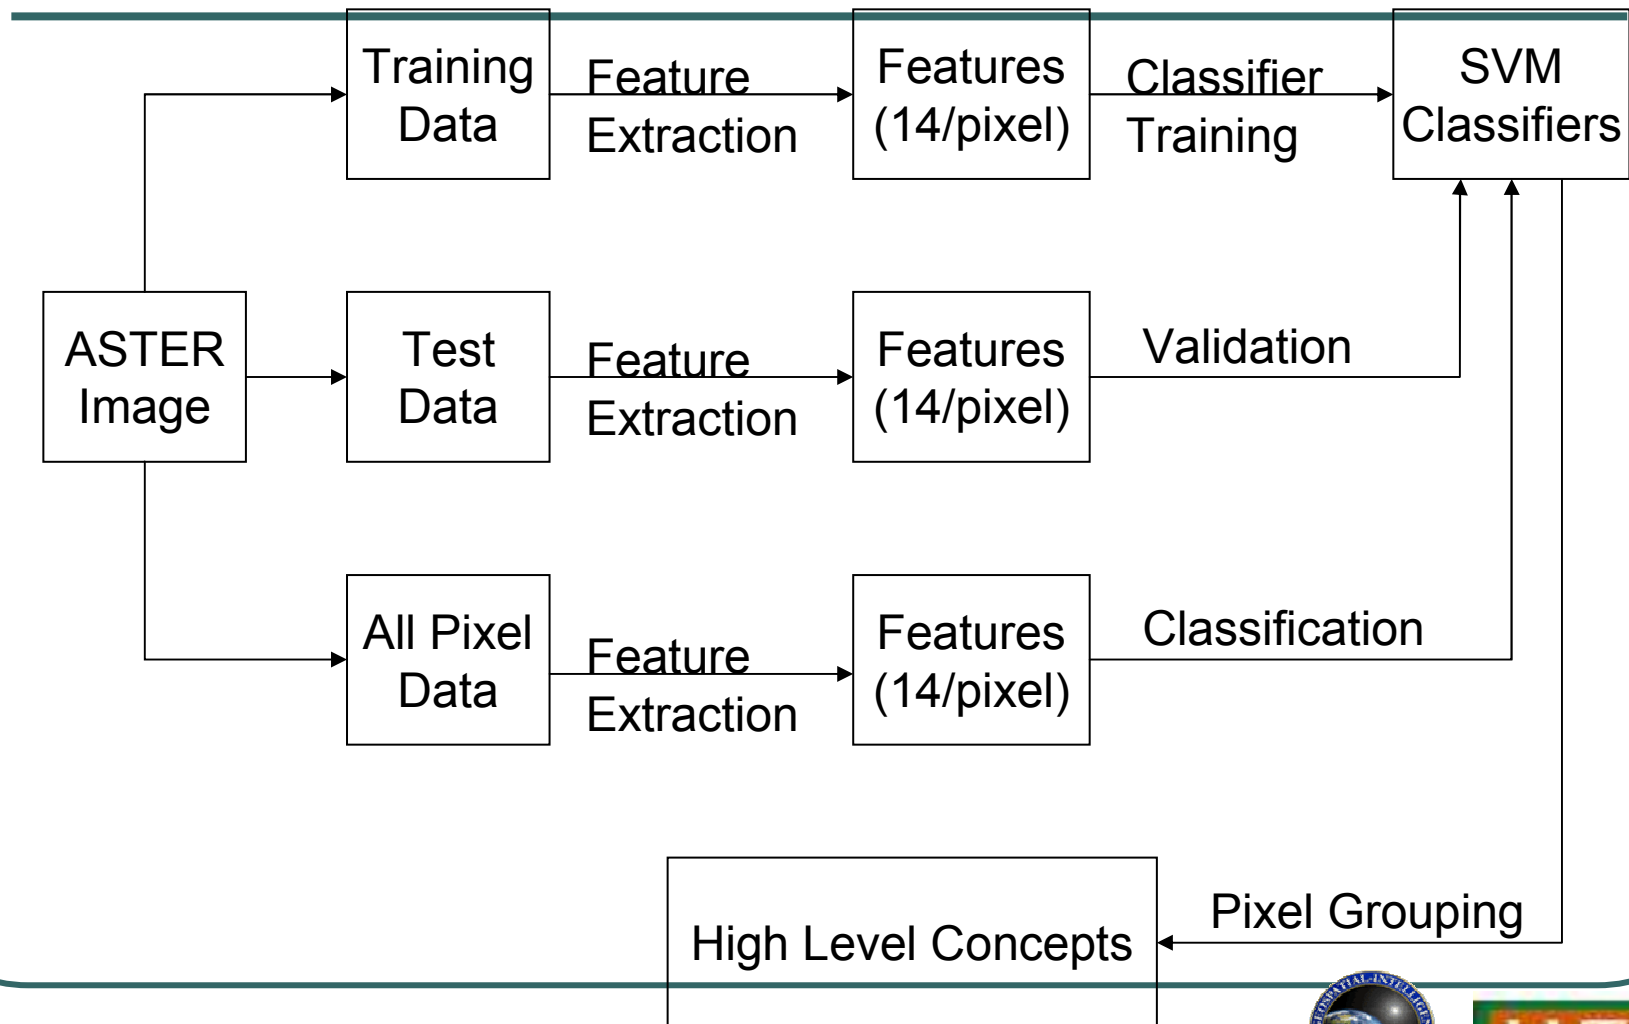 Training
Data
Feature
Extraction
Features
(14/pixel)
Classifier
Training
SVM
Classifiers
ASTER
Image
Test
Data
Feature
Extraction
Features
(14/pixel)
Validation
All Pixel
Data
Feature
Extraction
Features
(14/pixel)
Classification
Pixel Grouping
High Level Concepts